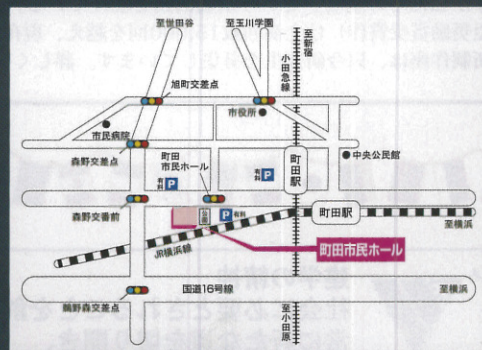 至世田谷
至玉川学園
至新宿
小田急線
旭町交差点
市役所
市民病院
森野交差点
町田
市民ホール
有料
P
有料
P
町田駅
中央公民館
森野交番前
公園
P
有料
町田駅
至横浜
町田市民ホール
JR横浜線
国道16号線
至横浜
鵜野森交差点
至小田原